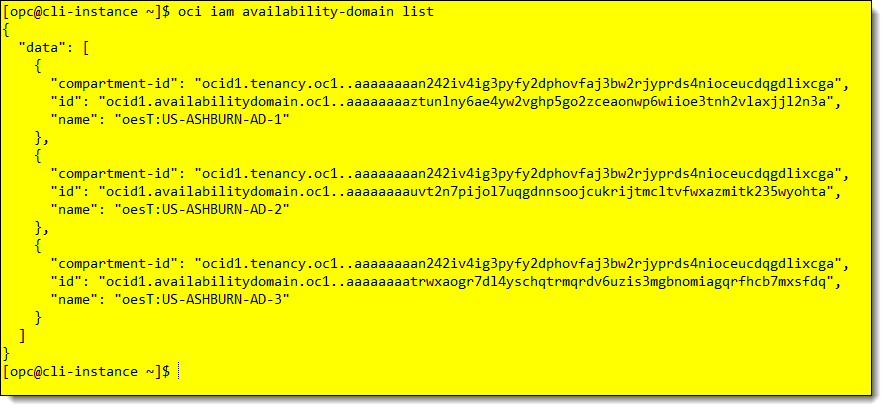 [opc@cli-instance ~]$ oci iam availability-domain list
{
  "data": [
    {
      "compartment-id": "ocid1.tenancy.oc1..aaaaaaaan242iv4ig3pyfy2dphovfaj3bw2rjyprds4nioceucdqgdlixcga",
      "id": "ocid1.availabilitydomain.oc1..aaaaaaaaztunlny6ae4yw2vghp5go2zceaonwp6wiioe3tnh2vlaxjjl2n3a",
      "name": "oesT:US-ASHBURN-AD-1"
    },
    {
      "compartment-id": "ocid1.tenancy.oc1..aaaaaaaan242iv4ig3pyfy2dphovfaj3bw2rjyprds4nioceucdqgdlixcga",
      "id": "ocid1.availabilitydomain.oc1..aaaaaaaauvt2n7pijol7uqgdnnsoojcukrijtmcltvfwxazmitk235wyohta",
      "name": "oesT:US-ASHBURN-AD-2"
    },
    {
      "compartment-id": "ocid1.tenancy.oc1..aaaaaaaan242iv4ig3pyfy2dphovfaj3bw2rjyprds4nioceucdqgdlixcga",
      "id": "ocid1.availabilitydomain.oc1..aaaaaaaatrwxaogr7dl4yschqtrmqrdv6uzis3mgbnomiagqrfhcb7mxsfdq",
      "name": "oesT:US-ASHBURN-AD-3"
    }
  ]
}
[opc@cli-instance ~]$